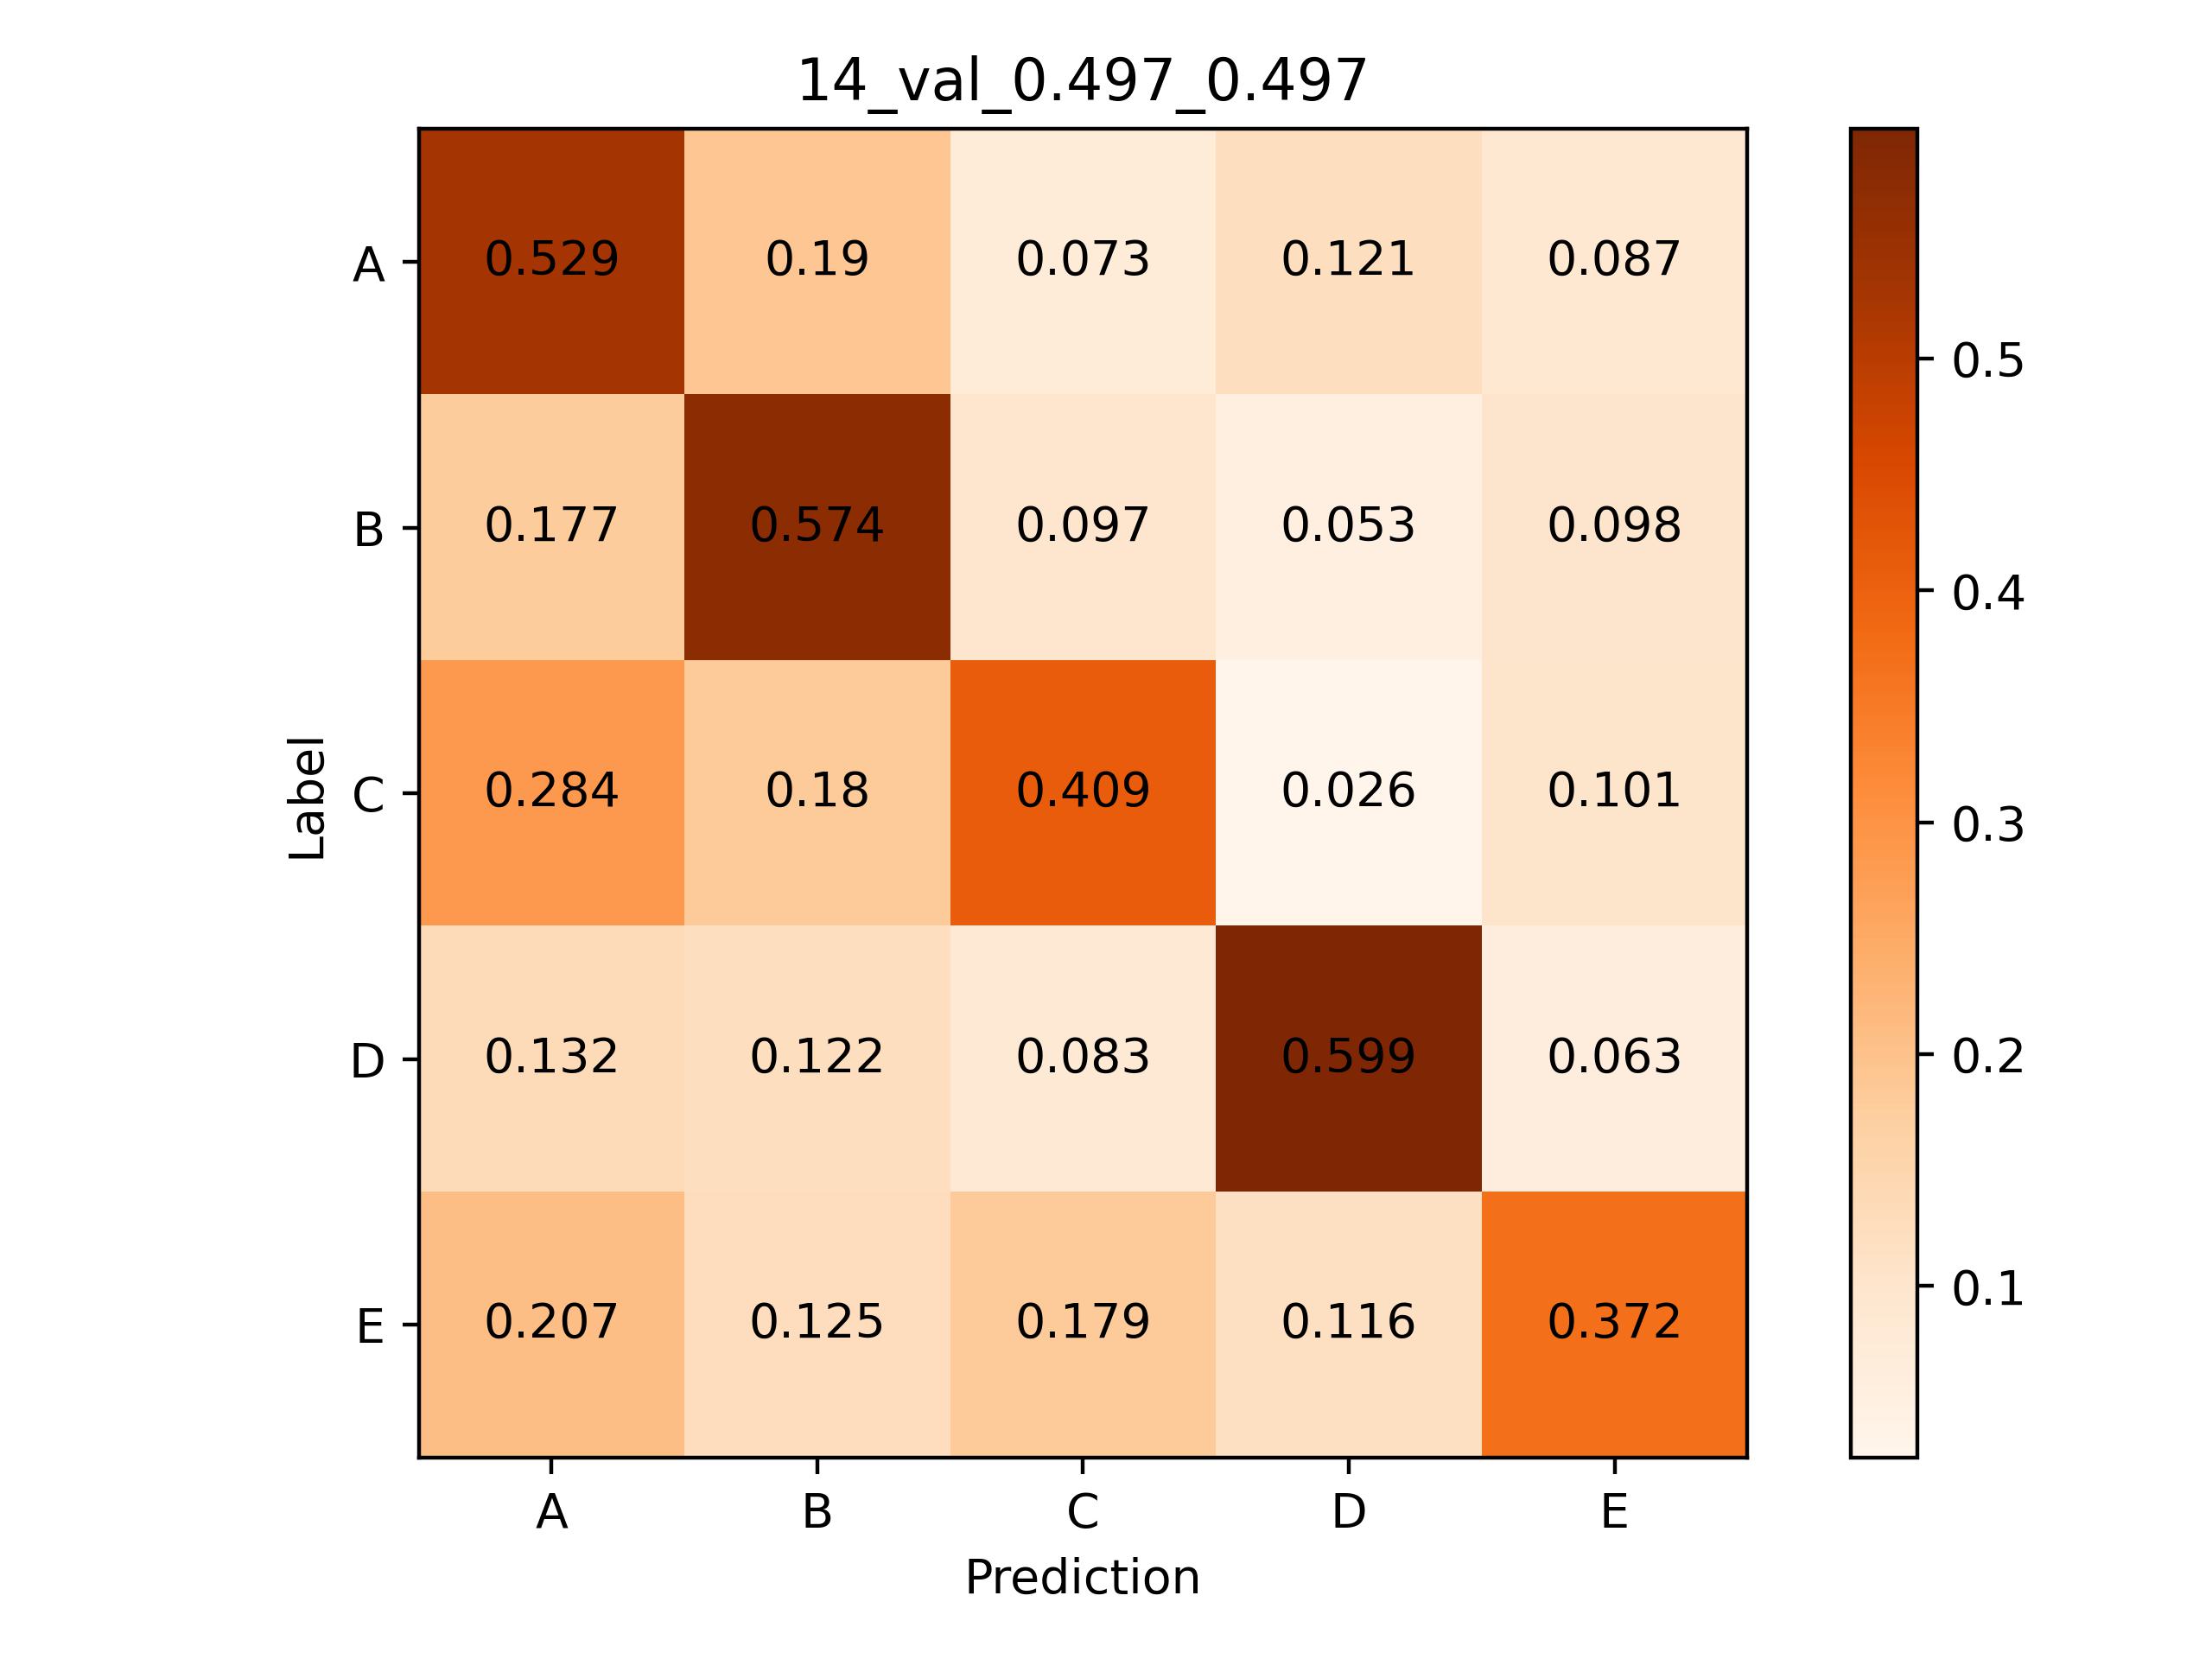 14_val_0.497_0.497
A 0.529 0.19 0.073 0.121 0.087 0.5
B 0.177 0.574 0.097 0.053 0.098 0.4
Label
C 0.284 0.18 0.409 0.026 0.101 0.3
D 0.132 0.122 0.083 0.599 0.063 0.2
E 0.207 0.125 0.179 0.116 0.372 0.1
A B C D E
Prediction